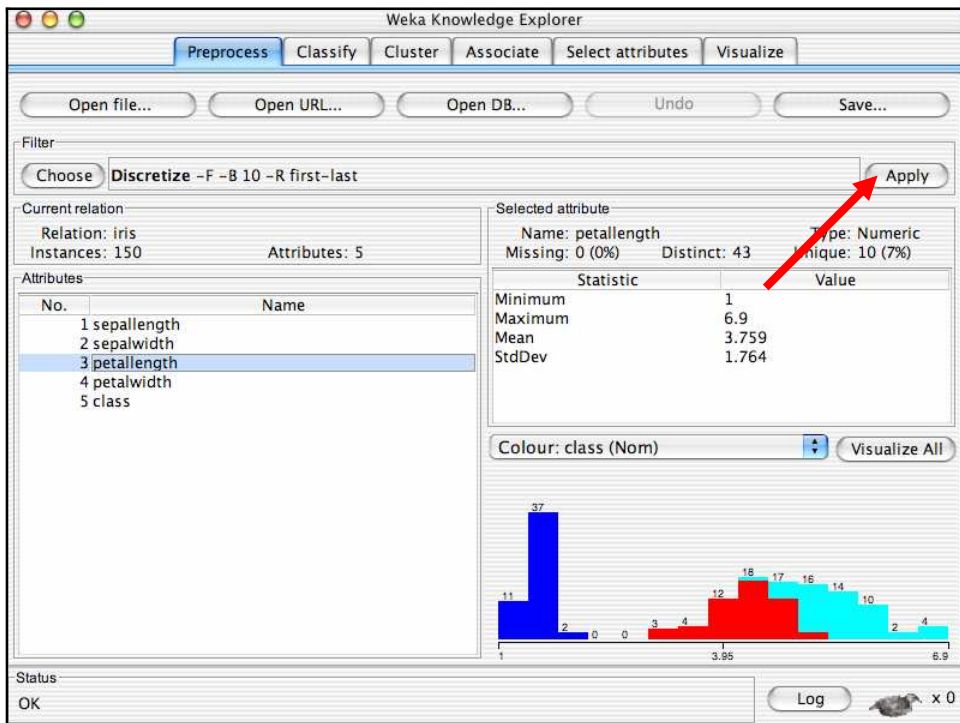 Weka Knowledge Explorer
Preprocess Classify Cluster Associate Select attributes Visualize
Open file... Open URL... Open DB... Undo Save...
Filter
Choose Discretize -F -B 10 -R first-last Apply
Current relation
Relation: iris
Instances: 150 Attributes: 5
Attributes
No. Name
1 sepallength
2 sepalwidth
3 petallength
4 petalwidth
5 class
Selected attribute
Name: petallength Type: Numeric
Missing: 0 (0%) Distinct: 43 Unique: 10 (7%)
Statistic Value
Minimum 1
Maximum 6.9
Mean 3.759
StdDev 1.764
Colour: class (Nom) Visualize All
11 37 2 0 0 3 4 12 18 17 16 14 10 2 4
1 3.95 6.9
Status
OK Log x 0